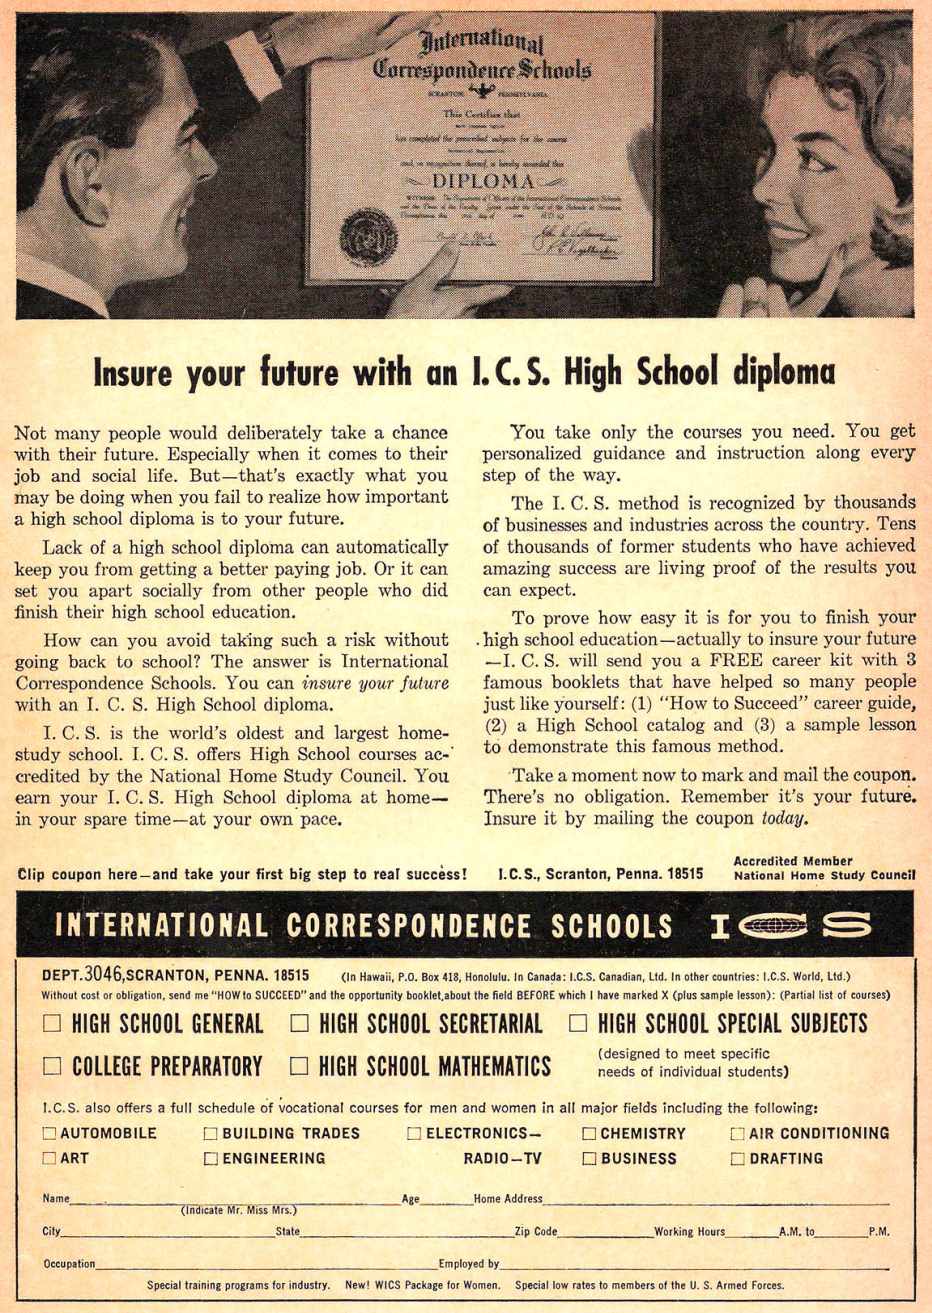 International
Correspondence Schools
SCRANTON, PENNSYLVANIA
This Certifies that
has completed the prescribed subjects for the course
and, in recognition thereof, is hereby awarded this
DIPLOMA
Insure your future with an I.C.S. High School diploma
Not many people would deliberately take a chance
with their future. Especially when it comes to their
job and social life. But—that's exactly what you
may be doing when you fail to realize how important
a high school diploma is to your future.
Lack of a high school diploma can automatically
keep you from getting a better paying job. Or it can
set you apart socially from other people who did
finish their high school education.
How can you avoid taking such a risk without
going back to school? The answer is International
Correspondence Schools. You can insure your future
with an I. C. S. High School diploma.
I. C. S. is the world's oldest and largest home-
study school. I. C. S. offers High School courses ac-
credited by the National Home Study Council. You
earn your I. C. S. High School diploma at home—
in your spare time—at your own pace.
You take only the courses you need. You get
personalized guidance and instruction along every
step of the way.
The I. C. S. method is recognized by thousands
of businesses and industries across the country. Tens
of thousands of former students who have achieved
amazing success are living proof of the results you
can expect.
To prove how easy it is for you to finish your
high school education—actually to insure your future
—I. C. S. will send you a FREE career kit with 3
famous booklets that have helped so many people
just like yourself: (1) "How to Succeed" career guide,
(2) a High School catalog and (3) a sample lesson
to demonstrate this famous method.
Take a moment now to mark and mail the coupon.
There's no obligation. Remember it's your future.
Insure it by mailing the coupon today.
Clip coupon here—and take your first big step to real success!
I.C.S., Scranton, Penna. 18515
Accredited Member
National Home Study Council
INTERNATIONAL CORRESPONDENCE SCHOOLS ICS
DEPT. 3046, SCRANTON, PENNA. 18515 (In Hawaii, P.O. Box 418, Honolulu. In Canada: I.C.S. Canadian, Ltd. In other countries: I.C.S. World, Ltd.)
Without cost or obligation, send me "HOW to SUCCEED" and the opportunity booklet, about the field BEFORE which I have marked X (plus sample lesson): (Partial list of courses)
☐ HIGH SCHOOL GENERAL ☐ HIGH SCHOOL SECRETARIAL ☐ HIGH SCHOOL SPECIAL SUBJECTS
☐ COLLEGE PREPARATORY ☐ HIGH SCHOOL MATHEMATICS
(designed to meet specific
needs of individual students)
I.C.S. also offers a full schedule of vocational courses for men and women in all major fields including the following:
☐ AUTOMOBILE ☐ BUILDING TRADES ☐ ELECTRONICS— ☐ CHEMISTRY ☐ AIR CONDITIONING
☐ ART ☐ ENGINEERING RADIO—TV ☐ BUSINESS ☐ DRAFTING
Name Age Home Address
(Indicate Mr. Miss Mrs.)
City State Zip Code Working Hours A.M. to P.M.
Occupation Employed by
Special training programs for industry. New! WICS Package for Women. Special low rates to members of the U. S. Armed Forces.